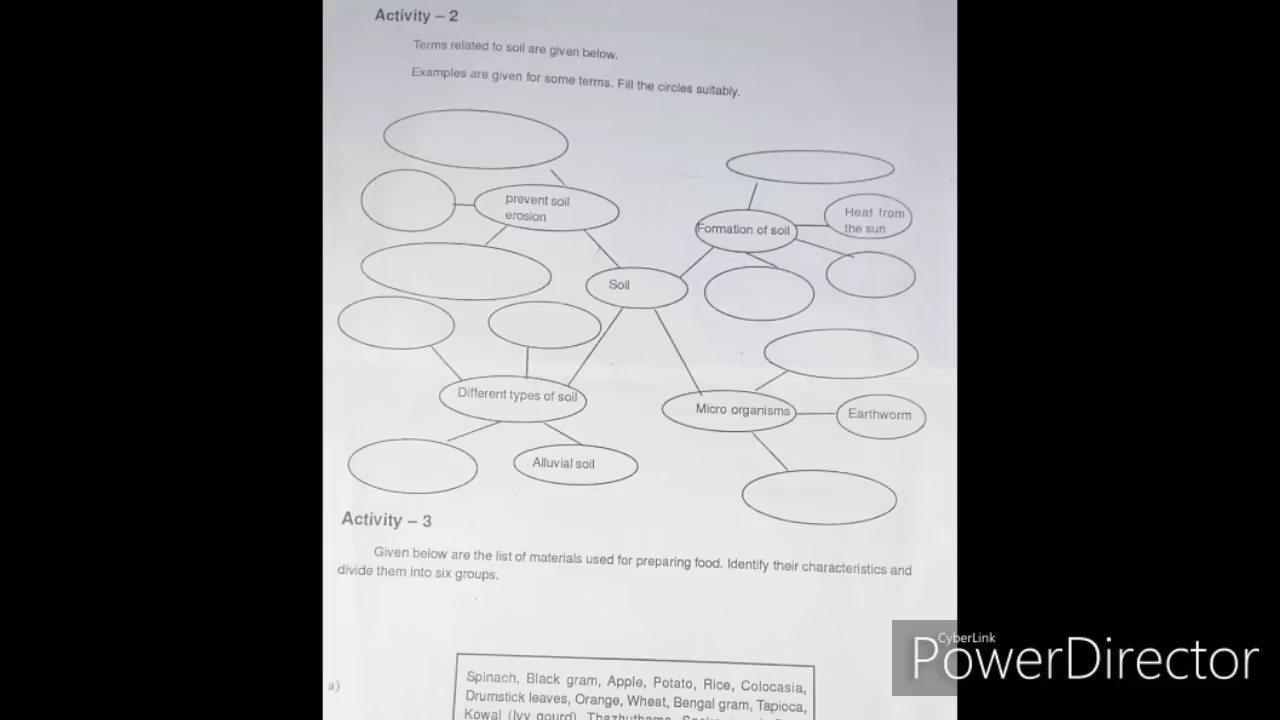 Activity – 2
Terms related to soil are given below.
Examples are given for some terms. Fill the circles suitably.
prevent soil
erosion
Formation of soil
Heat from
the sun
Soil
Different types of soil
Alluvial soil
Micro organisms
Earthworm
Activity – 3
Given below are the list of materials used for preparing food. Identify their characteristics and
divide them into six groups.
a)
Spinach, Black gram, Apple, Potato, Rice, Colocasia,
Drumstick leaves, Orange, Wheat, Bengal gram, Tapioca,
Kowal (Ivy gourd), Thazhuthama,
CyberLink
PowerDirector